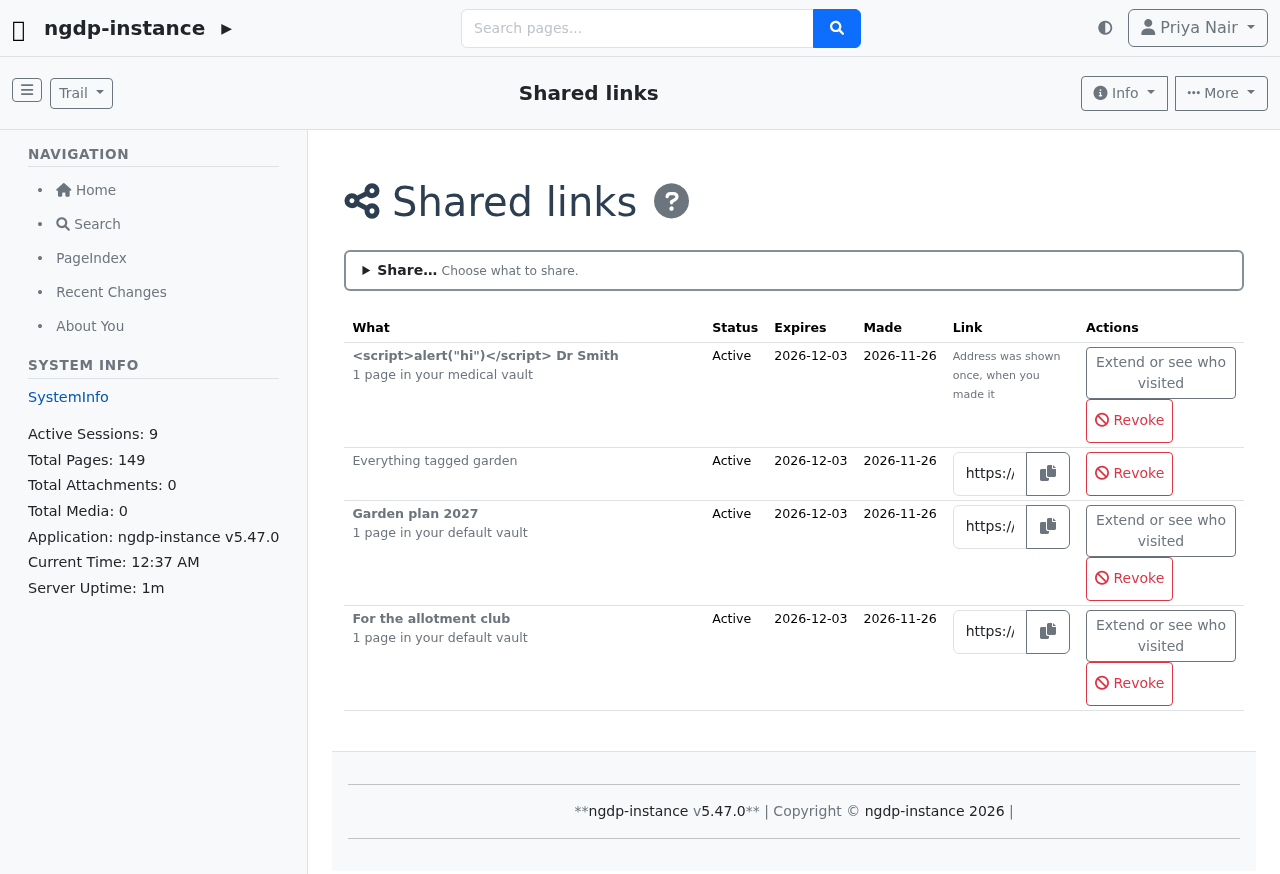 ngdp-instance
Search pages...
Priya Nair
Trail
Shared links
Info
More
NAVIGATION
Home
Search
PageIndex
Recent Changes
About You
SYSTEM INFO
SystemInfo
Active Sessions: 9
Total Pages: 149
Total Attachments: 0
Total Media: 0
Application: ngdp-instance v5.47.0
Current Time: 12:37 AM
Server Uptime: 1m
Shared links ?
Share… Choose what to share.
What Status Expires Made Link Actions
<script>alert("hi")</script> Dr Smith Active 2026-12-03 2026-11-26
1 page in your medical vault
Address was shown
once, when you
made it
Extend or see who
visited
Revoke
Everything tagged garden Active 2026-12-03 2026-11-26 https:// Revoke
Garden plan 2027 Active 2026-12-03 2026-11-26 https://
1 page in your default vault
Extend or see who
visited
Revoke
For the allotment club Active 2026-12-03 2026-11-26 https://
1 page in your default vault
Extend or see who
visited
Revoke
**ngdp-instance v5.47.0** | Copyright © ngdp-instance 2026 |